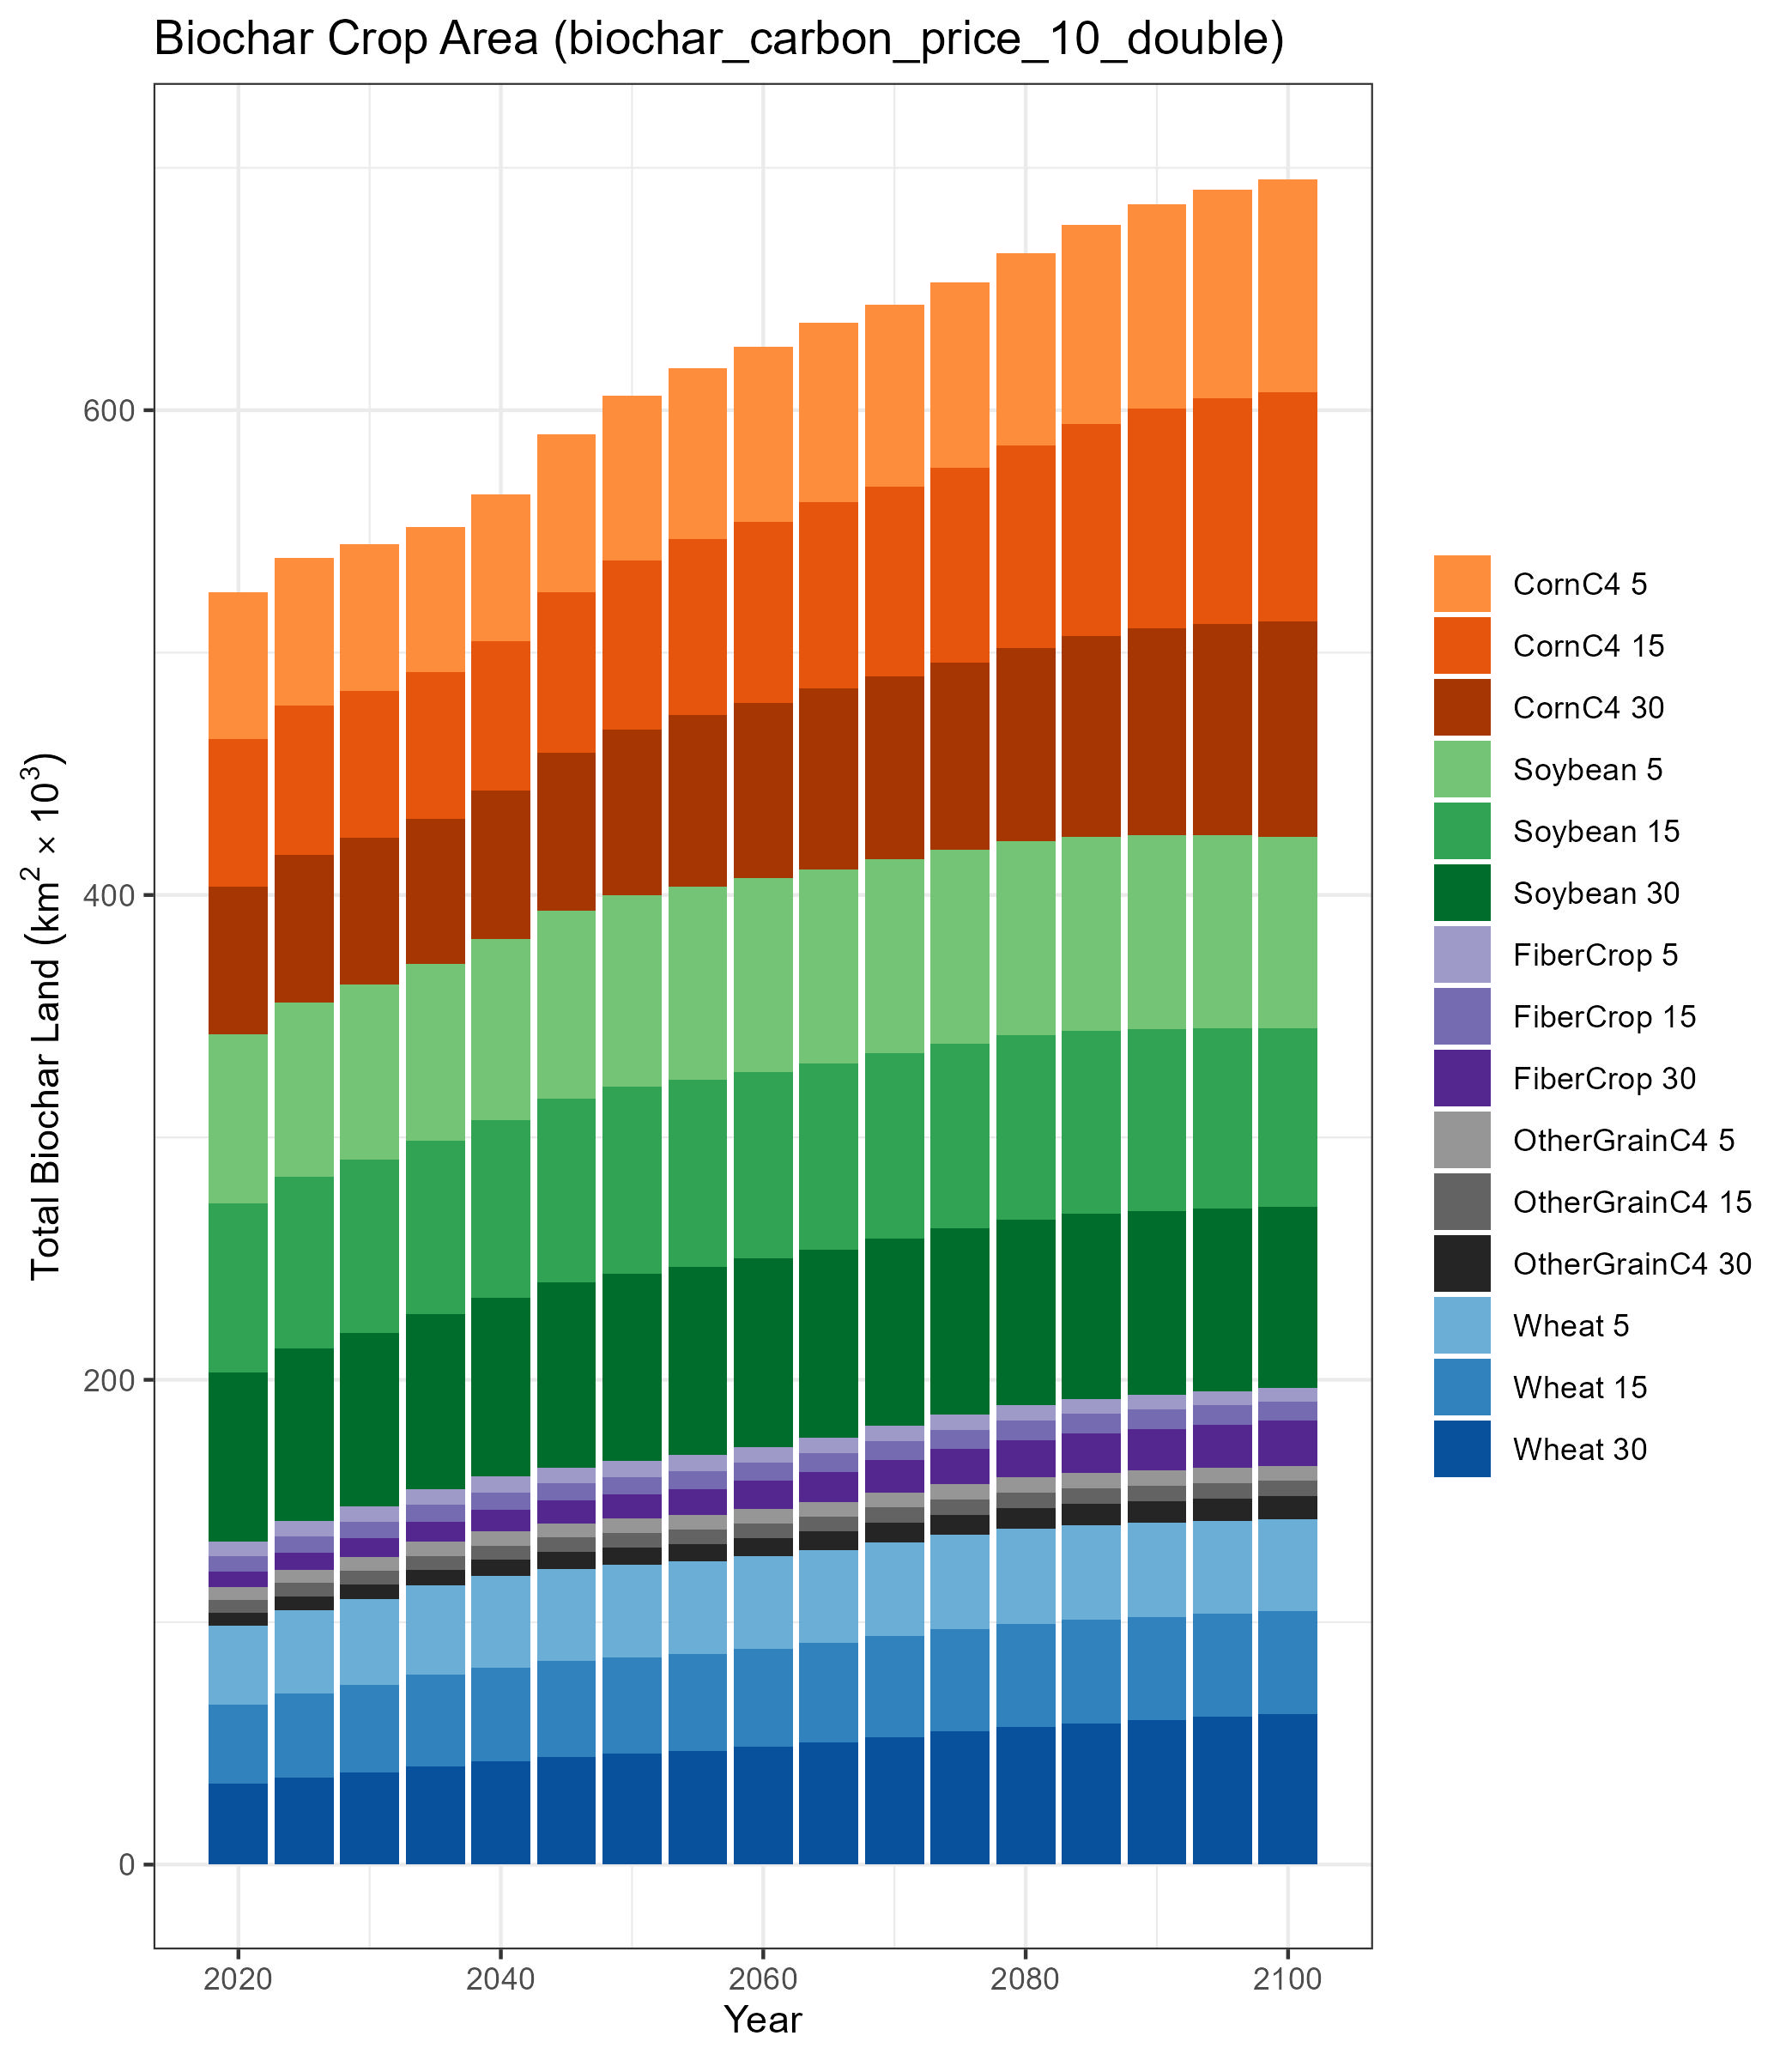 Biochar Crop Area (biochar_carbon_price_10_double)
Total Biochar Land (km² × 10³)
600
400
200
0
2020 2040 2060 2080 2100
Year
CornC4 5
CornC4 15
CornC4 30
Soybean 5
Soybean 15
Soybean 30
FiberCrop 5
FiberCrop 15
FiberCrop 30
OtherGrainC4 5
OtherGrainC4 15
OtherGrainC4 30
Wheat 5
Wheat 15
Wheat 30